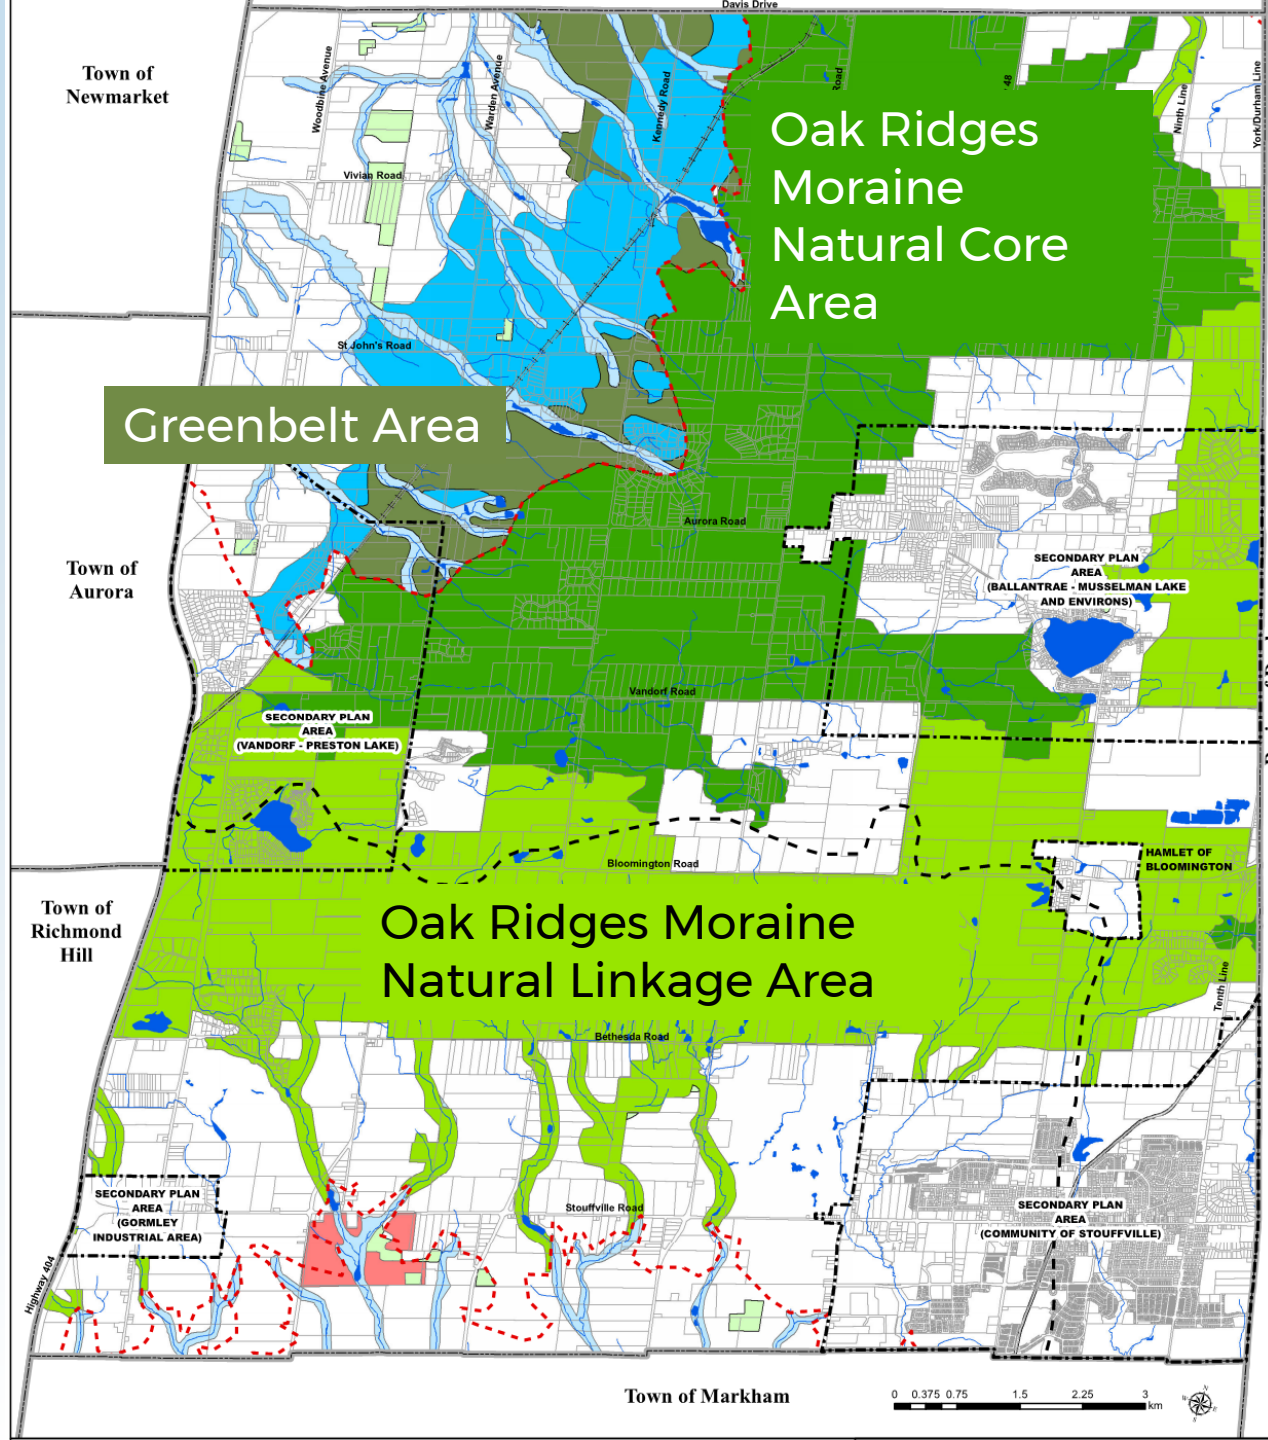 Davis Drive
Town of
Newmarket
Woodbine Avenue
Warden Avenue
Kennedy Road
Road
48
Ninth Line
York/Durham Line
Oak Ridges
Moraine
Natural Core
Area
Vivian Road
St John's Road
Greenbelt Area
Aurora Road
Town of
Aurora
SECONDARY PLAN
AREA
(BALLANTRAE - MUSSELMAN LAKE
AND ENVIRONS)
Vandorf Road
SECONDARY PLAN
AREA
(VANDORF - PRESTON LAKE)
Bloomington Road
HAMLET OF
BLOOMINGTON
Town of
Richmond
Hill
Oak Ridges Moraine
Natural Linkage Area
Tenth Line
Bethesda Road
SECONDARY PLAN
AREA
(GORMLEY
INDUSTRIAL AREA)
Stouffville Road
SECONDARY PLAN
AREA
(COMMUNITY OF STOUFFVILLE)
Highway 404
Town of Markham
0 0.375 0.75 1.5 2.25 3
km
N
E
S